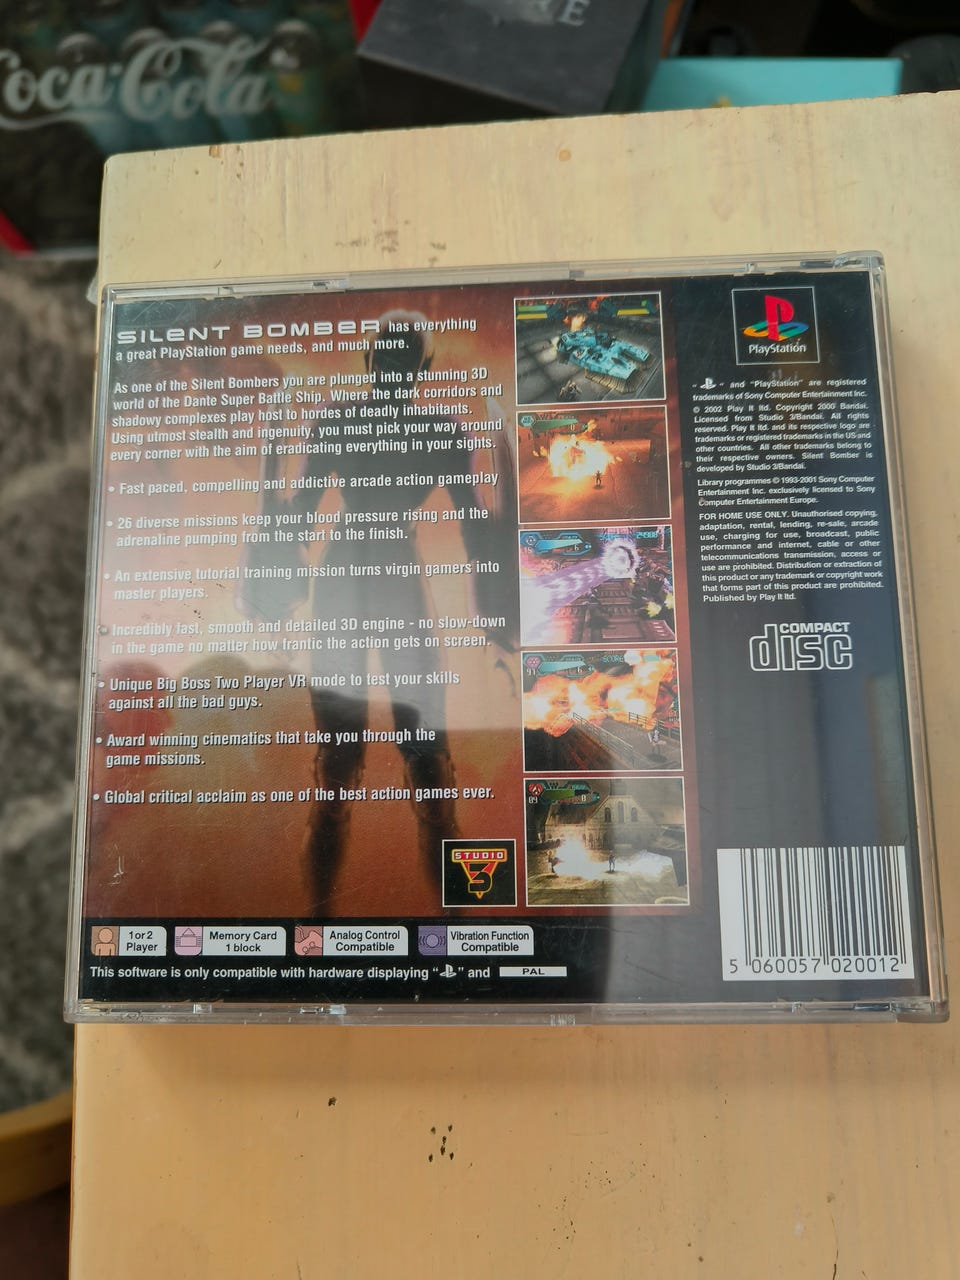 Coca-Cola
SILENT BOMBER has everything
a great PlayStation game needs, and much more.
As one of the Silent Bombers you are plunged into a stunning 3D
world of the Dante Super Battle Ship. Where the dark corridors and
shadowy complexes play host to hordes of deadly inhabitants.
Using utmost stealth and ingenuity, you must pick your way around
every corner with the aim of eradicating everything in your sights.
• Fast paced, compelling and addictive arcade action gameplay
• 26 diverse missions keep your blood pressure rising and the
adrenaline pumping from the start to the finish.
• An extensive tutorial training mission turns virgin gamers into
master players.
• Incredibly fast, smooth and detailed 3D engine - no slow-down
in the game no matter how frantic the action gets on screen.
• Unique Big Boss Two Player VR mode to test your skills
against all the bad guys.
• Award winning cinematics that take you through the
game missions.
• Global critical acclaim as one of the best action games ever.
STUDIO
3
PlayStation
" " and "PlayStation" are registered
trademarks of Sony Computer Entertainment Inc.
© 2002 Play It ltd. Copyright 2000 Bandai.
Licensed from Studio 3/Bandai. All rights
reserved. Play It ltd. and its respective logo are
trademarks or registered trademarks in the US and
other countries. All other trademarks belong to
their respective owners. Silent Bomber is
developed by Studio 3/Bandai.
Library programmes © 1993-2001 Sony Computer
Entertainment Inc. exclusively licensed to Sony
Computer Entertainment Europe.
FOR HOME USE ONLY. Unauthorised copying,
adaptation, rental, lending, re-sale, arcade
use, charging for use, broadcast, public
performance and internet, cable or other
telecommunications transmission, access or
use are prohibited. Distribution or extraction of
this product or any trademark or copyright work
that forms part of this product are prohibited.
Published by Play It ltd.
COMPACT
disc
1 or 2
Player
Memory Card
1 block
Analog Control
Compatible
Vibration Function
Compatible
This software is only compatible with hardware displaying " " and PAL
5 060057 020012